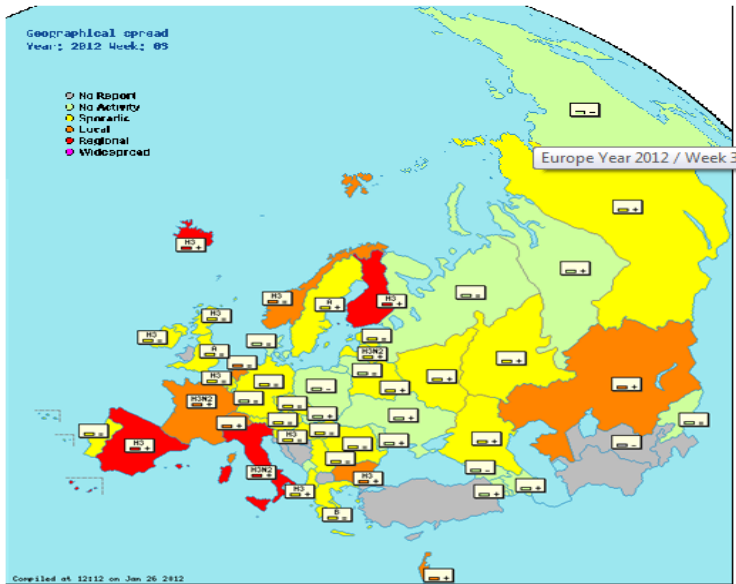 Geographical spread
Year: 2012 Week: 03
No Report
No Activity
Sporadic
Local
Regional
Widespread
Europe Year 2012 / Week 3
H3
+
H3
=
A
+
H3
+
H3
=
H3
=
A
=
H3
=
H3N2
+
H3N2
+
H3
+
H3
=
H3N2
+
H3
=
H3
+
B
=
Compiled at 12:12 on Jan 26 2012